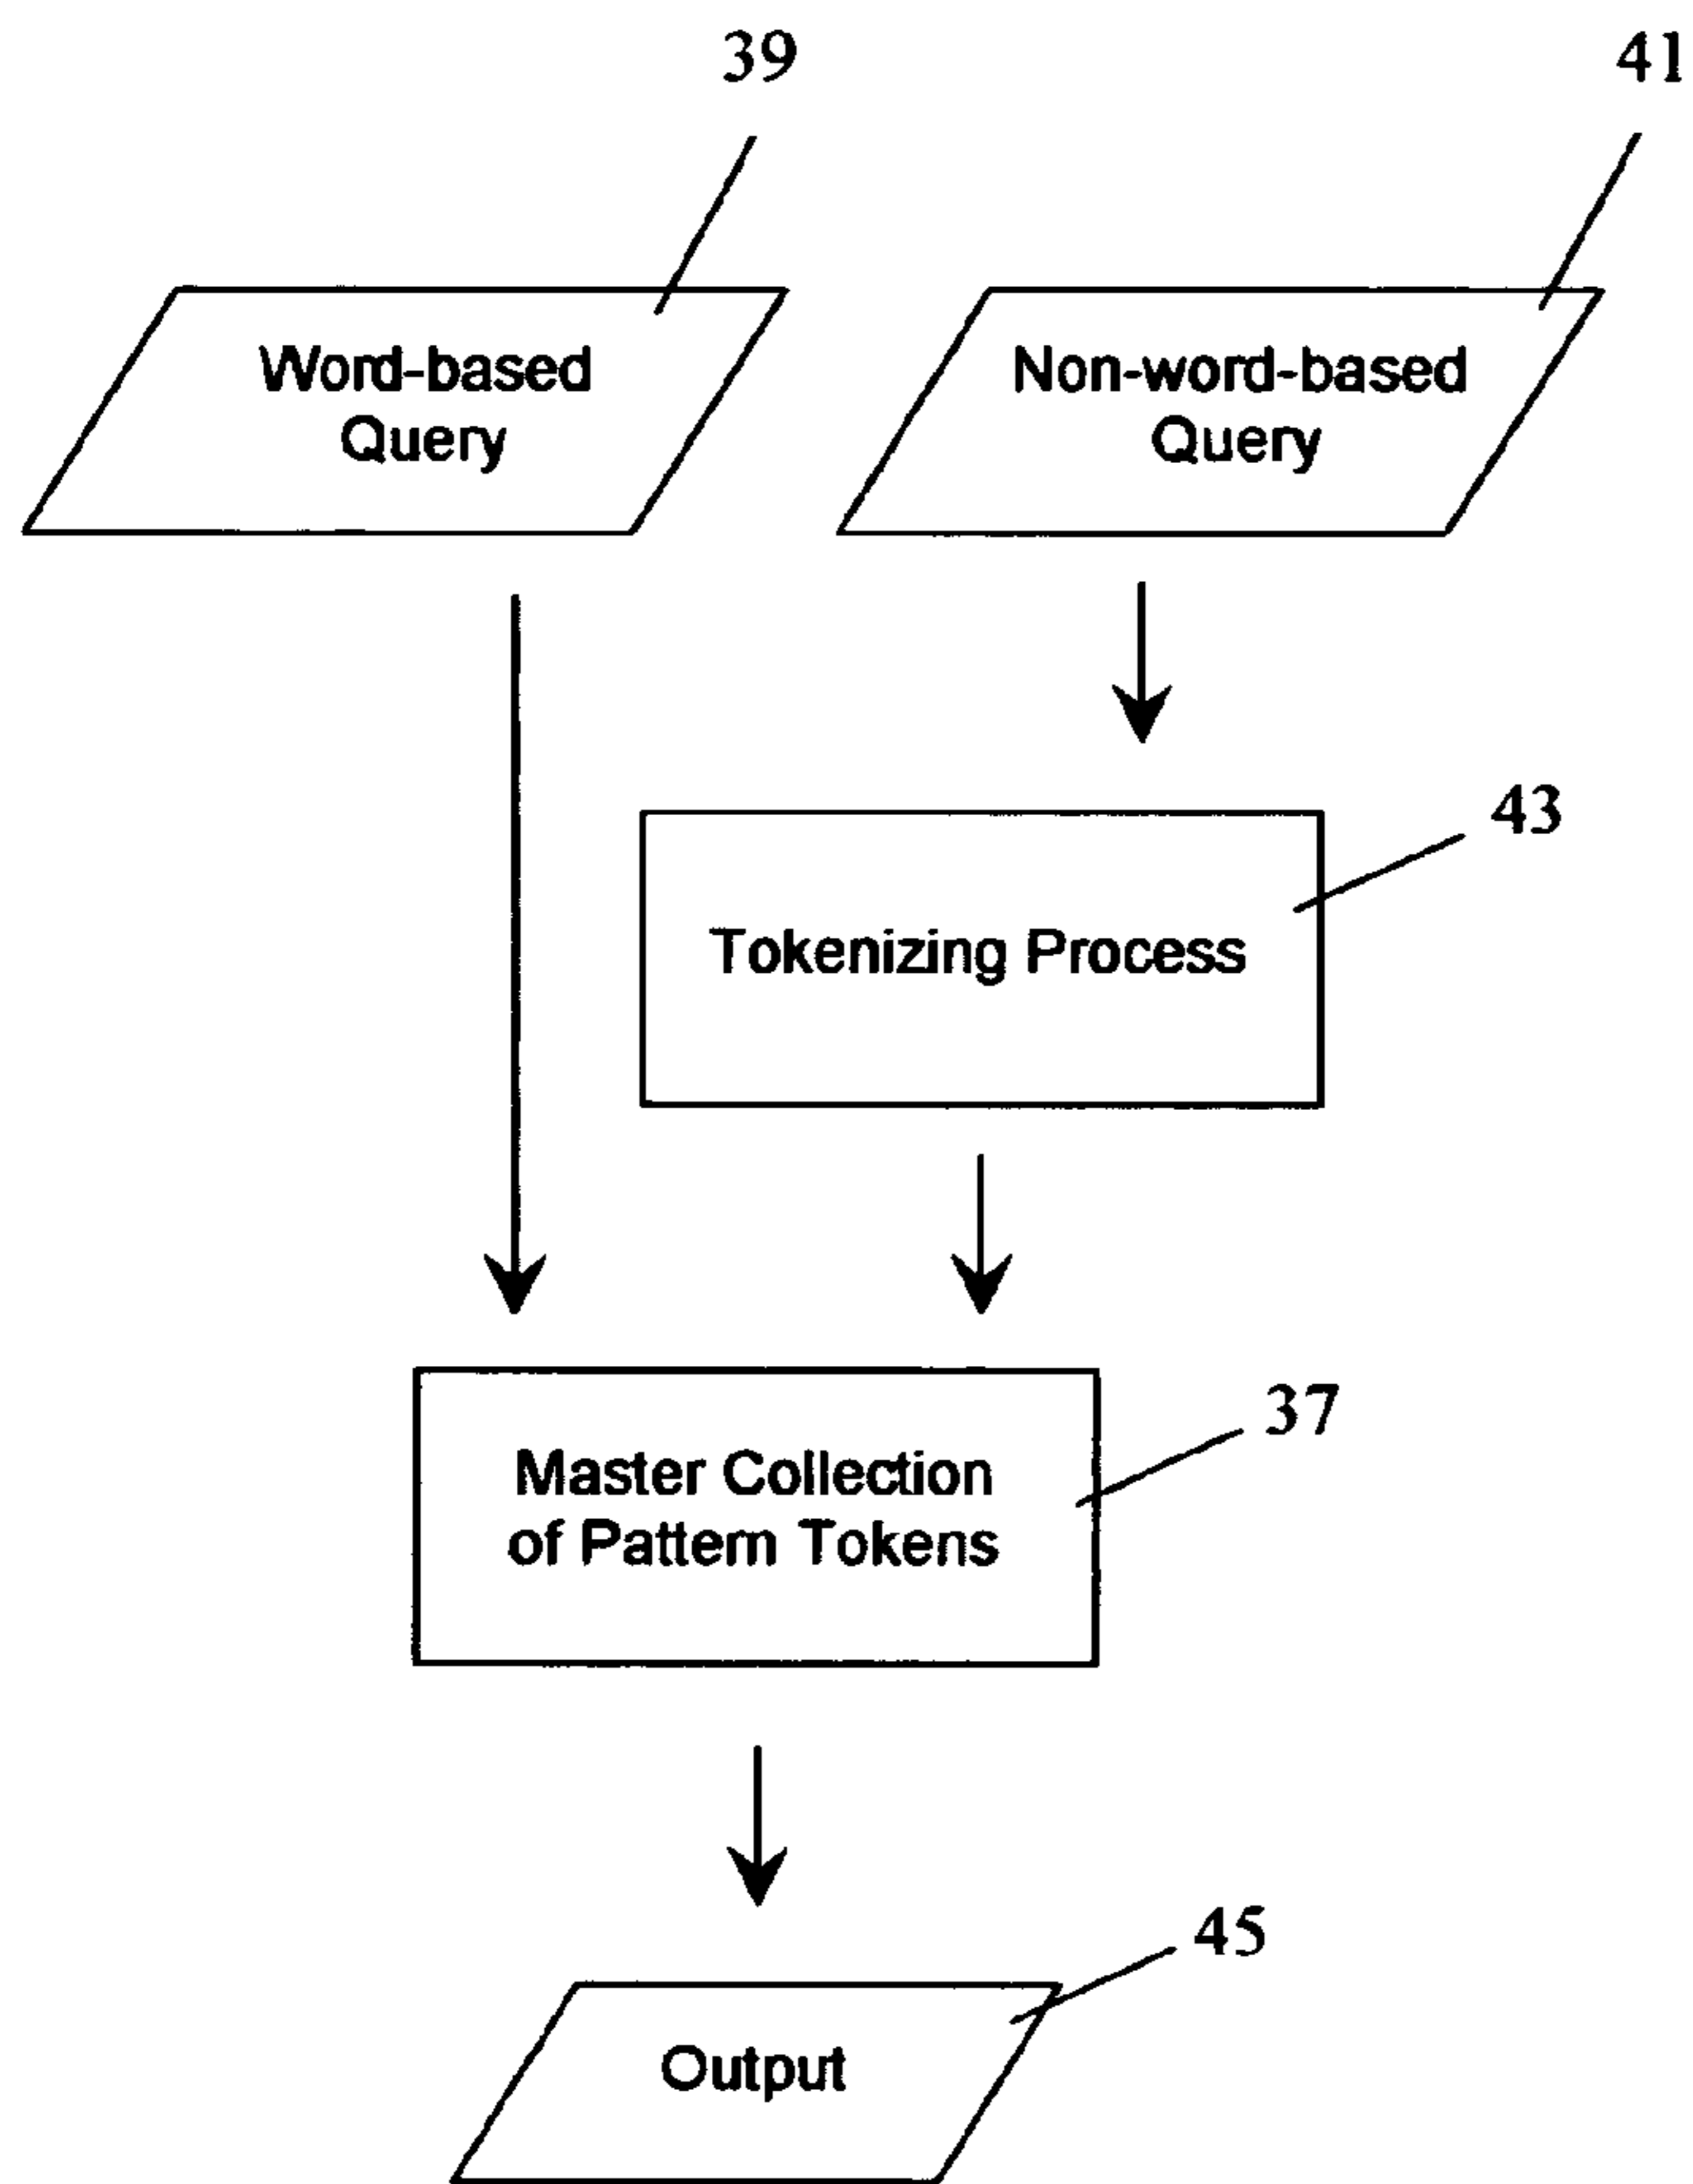 39
41
Word-based
Query
Non-word-based
Query
43
Tokenizing Process
37
Master Collection
of Pattern Tokens
45
Output